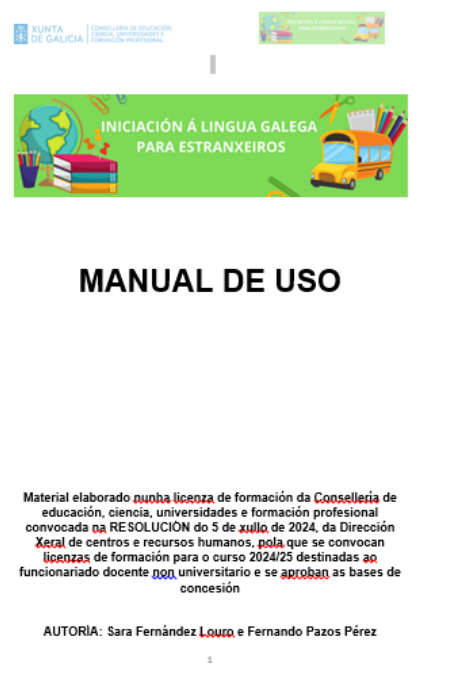 XUNTA
DE GALICIA
CONSELLERÍA DE EDUCACIÓN,
CIENCIA, UNIVERSIDADES E
FORMACIÓN PROFESIONAL
INICIACIÓN Á LINGUA GALEGA
PARA ESTRANXEIROS
INICIACIÓN Á LINGUA GALEGA
PARA ESTRANXEIROS
MANUAL DE USO
Material elaborado nunha licenza de formación da Consellería de
educación, ciencia, universidades e formación profesional
convocada na RESOLUCIÓN do 5 de xullo de 2024, da Dirección
Xeral de centros e recursos humanos, pola que se convocan
licenzas de formación para o curso 2024/25 destinadas ao
funcionariado docente non universitario e se aproban as bases de
concesión
AUTORÍA: Sara Fernández Louro e Fernando Pazos Pérez
1